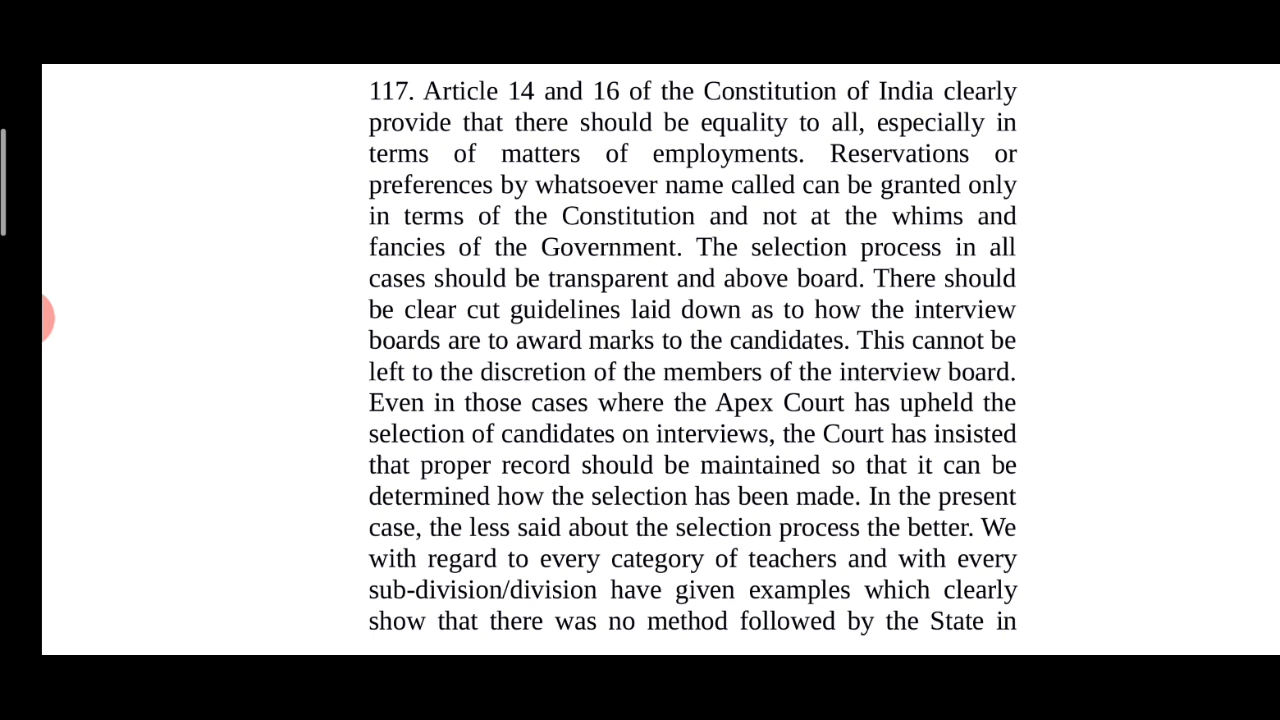 117. Article 14 and 16 of the Constitution of India clearly
provide that there should be equality to all, especially in
terms of matters of employments. Reservations or
preferences by whatsoever name called can be granted only
in terms of the Constitution and not at the whims and
fancies of the Government. The selection process in all
cases should be transparent and above board. There should
be clear cut guidelines laid down as to how the interview
boards are to award marks to the candidates. This cannot be
left to the discretion of the members of the interview board.
Even in those cases where the Apex Court has upheld the
selection of candidates on interviews, the Court has insisted
that proper record should be maintained so that it can be
determined how the selection has been made. In the present
case, the less said about the selection process the better. We
with regard to every category of teachers and with every
sub-division/division have given examples which clearly
show that there was no method followed by the State in